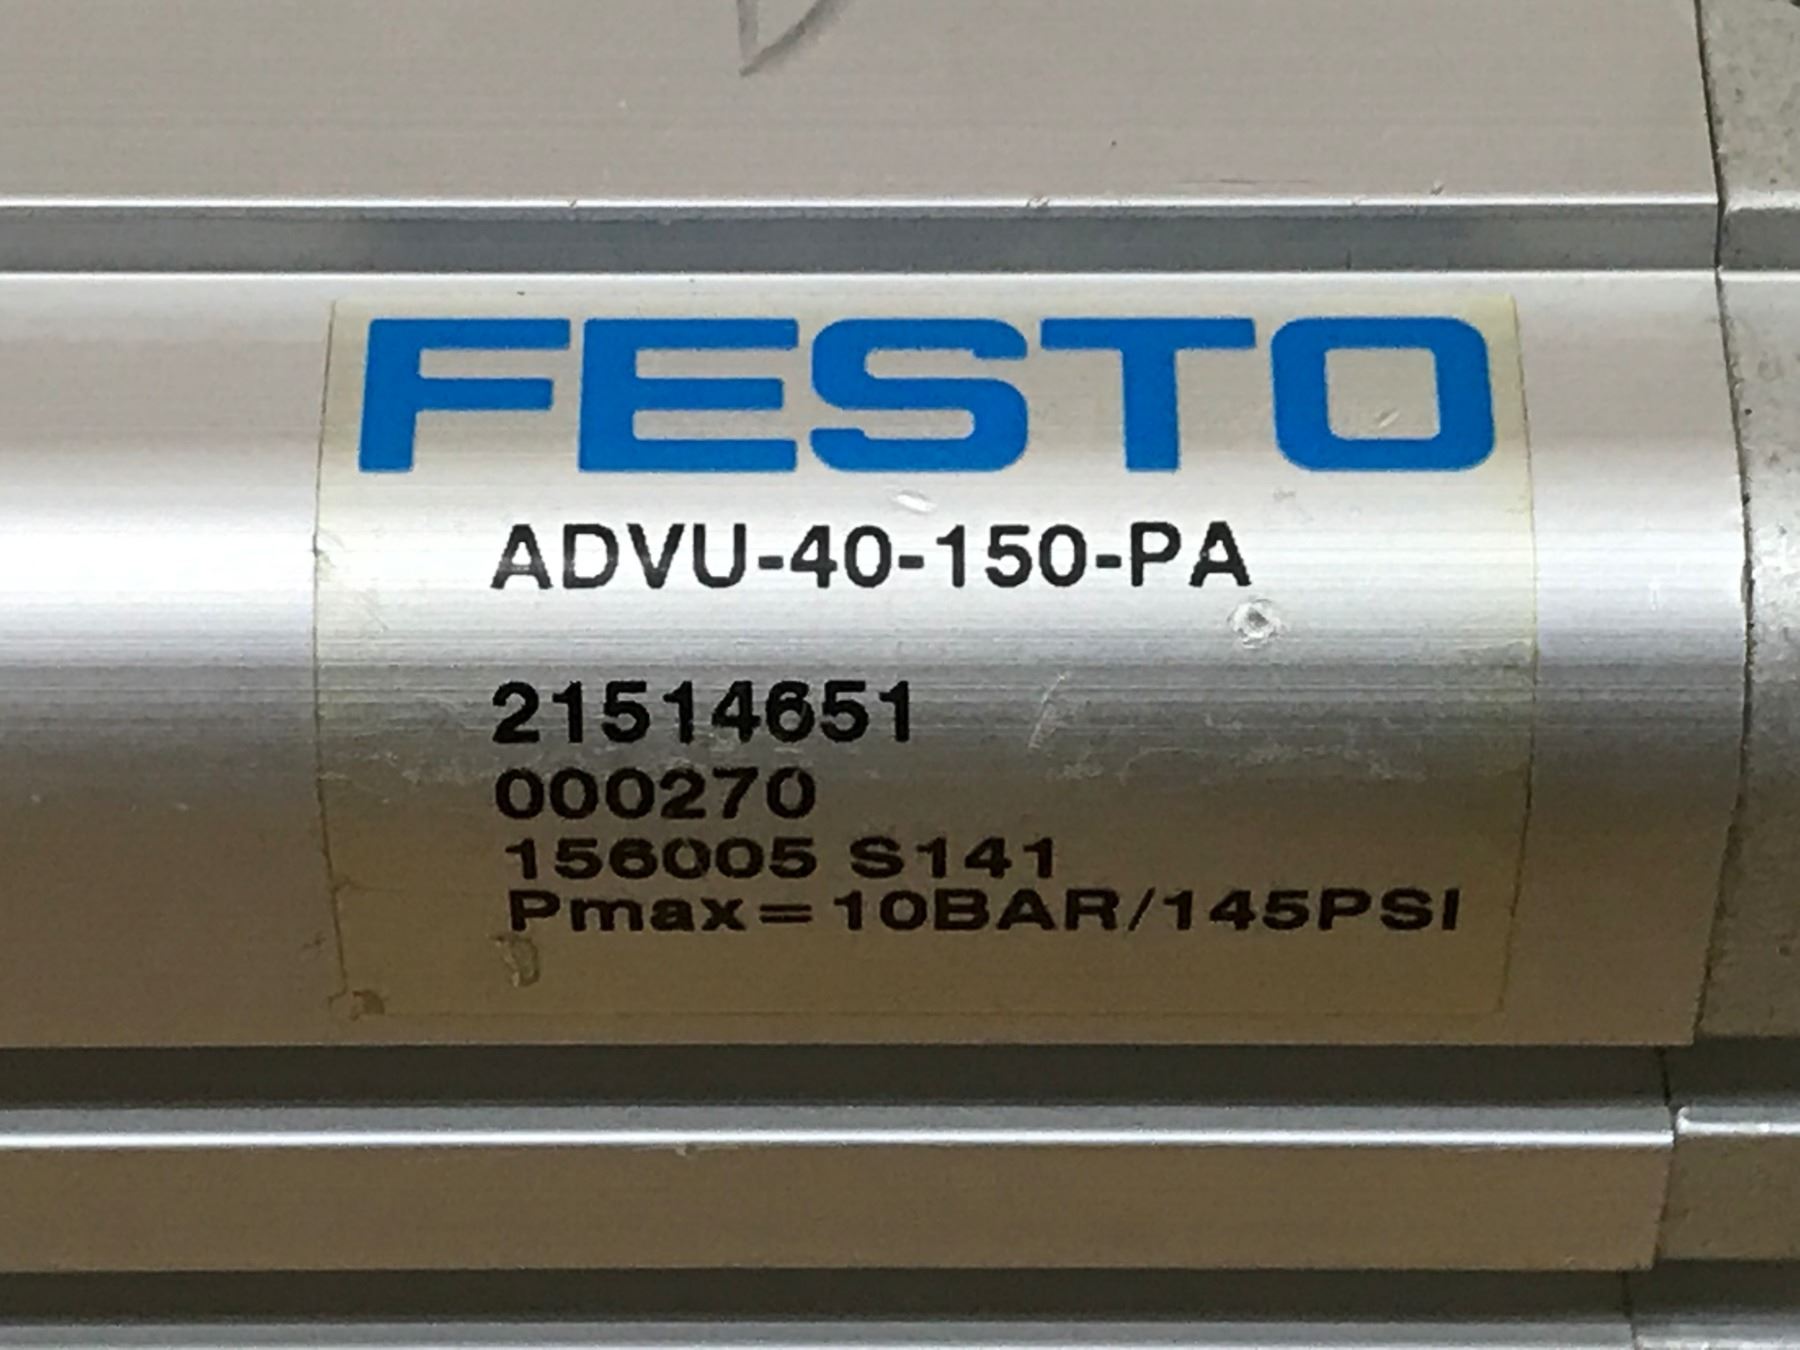 FESTO
ADVU-40-150-PA
21514651
000270
156005 S141
Pmax=10BAR/145PSI